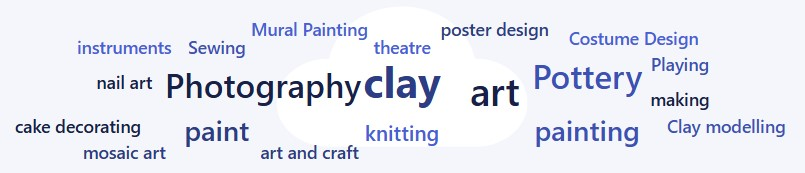 Mural Painting
poster design
Costume Design
instruments
Sewing
theatre
Playing
nail art
Photography
clay
art
Pottery
making
cake decorating
paint
knitting
painting
Clay modelling
mosaic art
art and craft